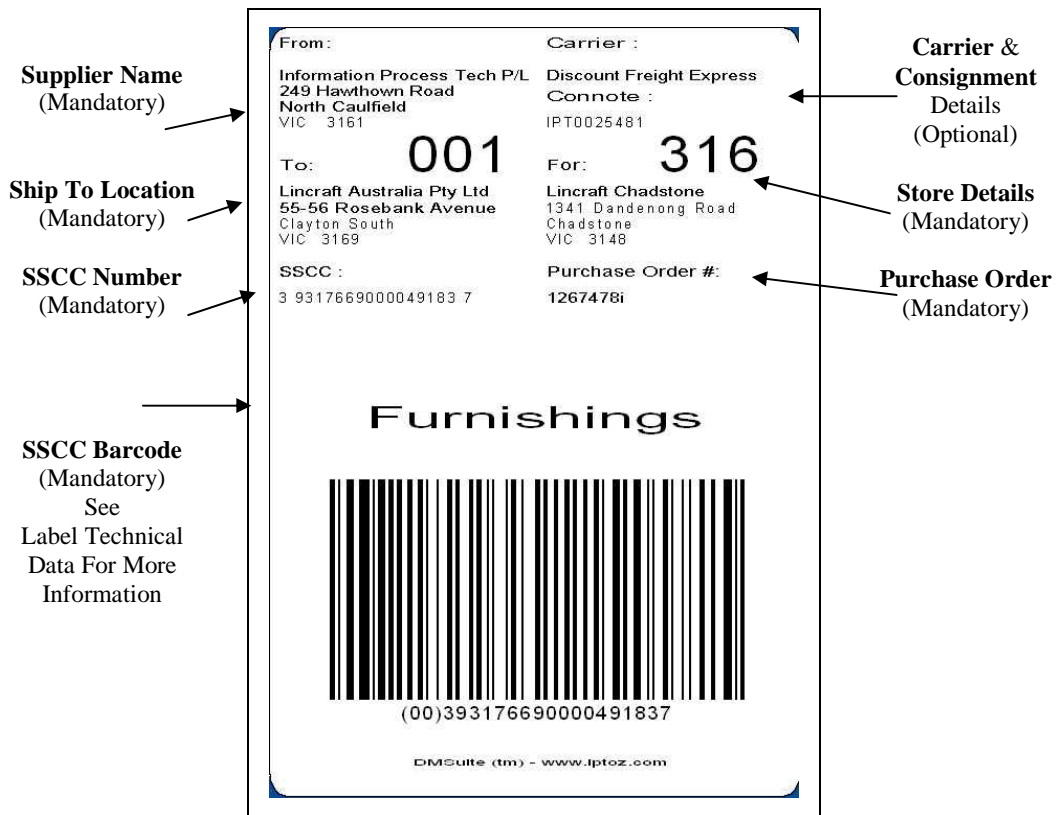 Supplier Name
(Mandatory)
Ship To Location
(Mandatory)
SSCC Number
(Mandatory)
SSCC Barcode
(Mandatory)
See
Label Technical
Data For More
Information
From:
Information Process Tech P/L
249 Hawthown Road
North Caulfield
VIC 3161
Carrier :
Discount Freight Express
Connote :
IPT0025481
To:
001
Lincraft Australia Pty Ltd
55-56 Rosebank Avenue
Clayton South
VIC 3169
For:
316
Lincraft Chadstone
1341 Dandenong Road
Chadstone
VIC 3148
SSCC :
3 9317669000049183 7
Purchase Order #:
1267478i
Furnishings
(00)393176690000491837
DMSuite (tm) - www.iptoz.com
Carrier &
Consignment
Details
(Optional)
Store Details
(Mandatory)
Purchase Order
(Mandatory)